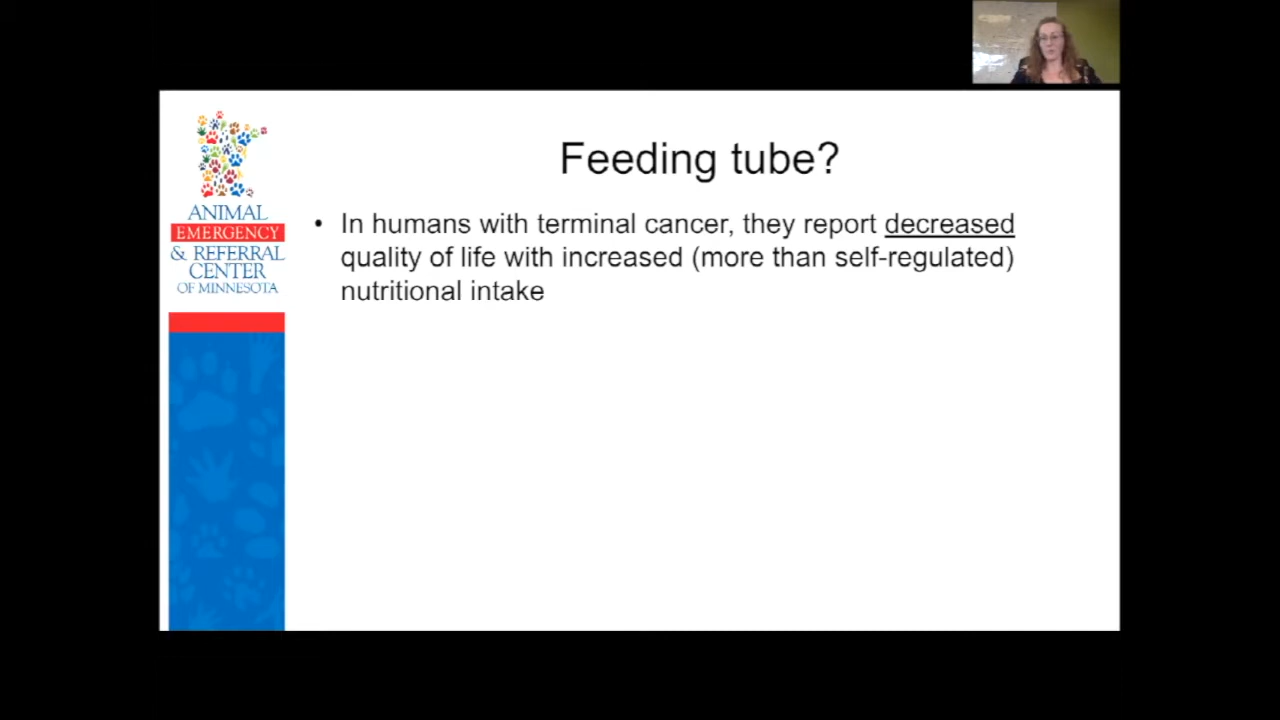 Feeding tube?
ANIMAL
EMERGENCY
& REFERRAL
CENTER
OF MINNESOTA
• In humans with terminal cancer, they report decreased
quality of life with increased (more than self-regulated)
nutritional intake